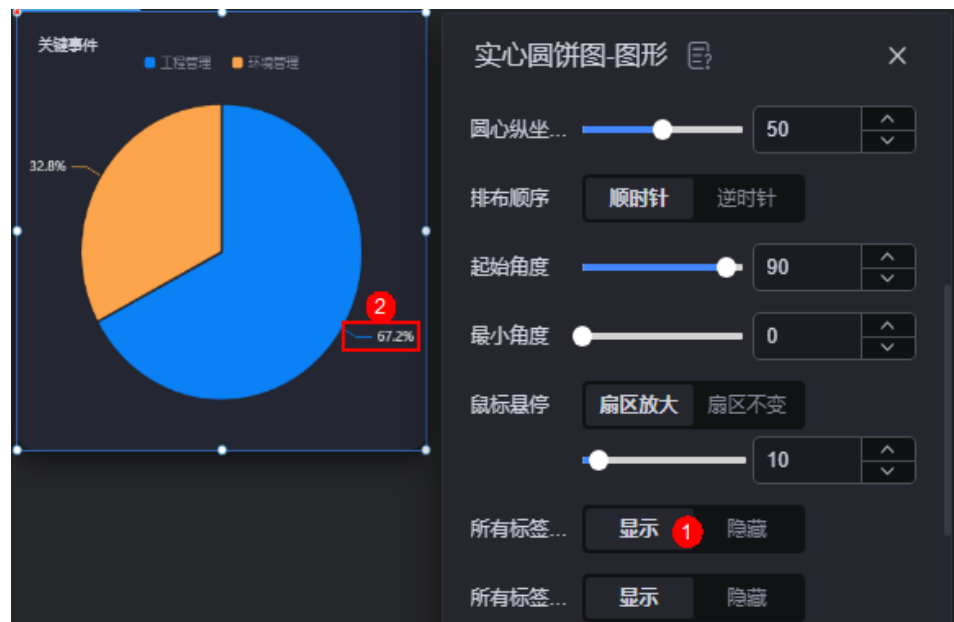 关键事件
工程管理 环境管理
32.8%
2
67.2%
实心圆饼图-图形
圆心纵坐... 50
排布顺序 顺时针 逆时针
起始角度 90
最小角度 0
鼠标悬停 扇区放大 扇区不变
10
所有标签... 显示 1 隐藏
所有标签... 显示 隐藏